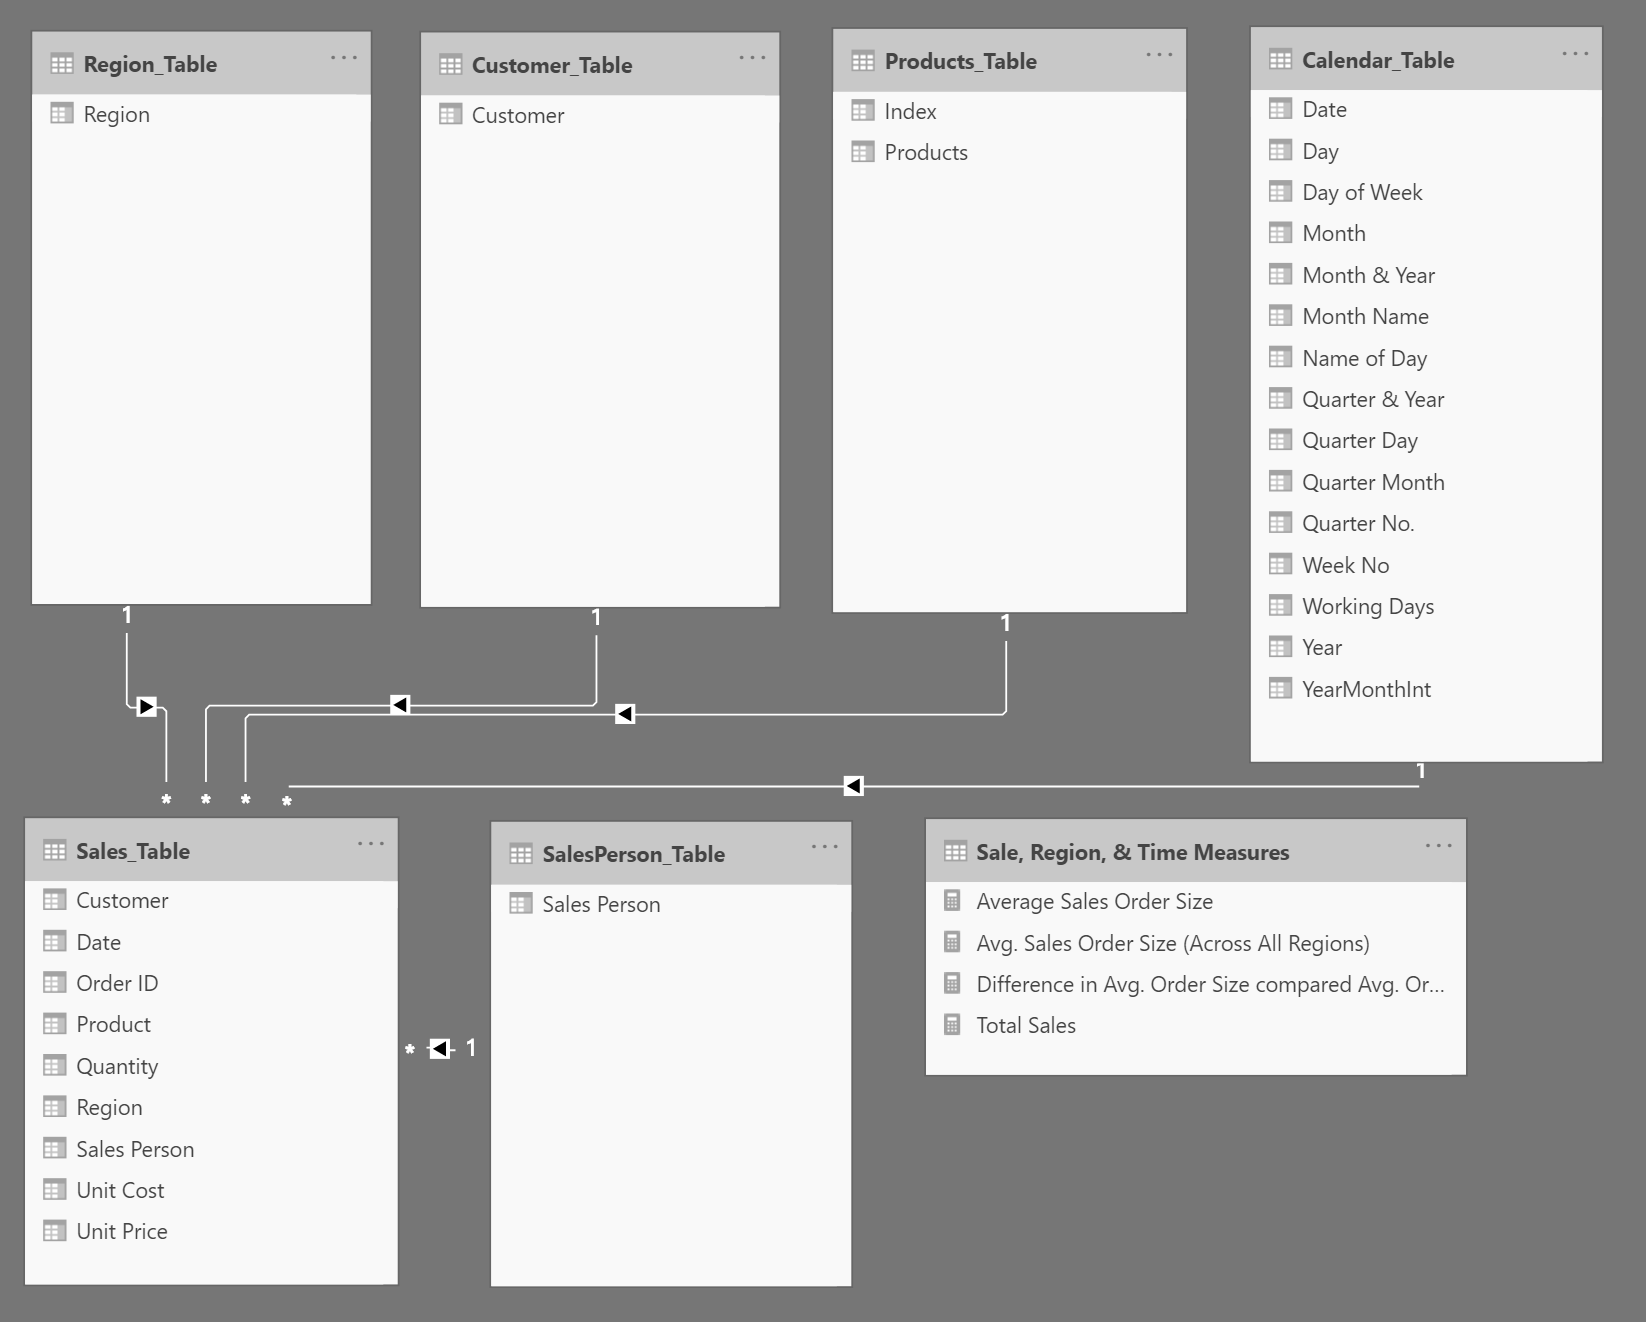 Region_Table ...
Region
Customer_Table ...
Customer
Products_Table ...
Index
Products
Calendar_Table ...
Date
Day
Day of Week
Month
Month & Year
Month Name
Name of Day
Quarter & Year
Quarter Day
Quarter Month
Quarter No.
Week No
Working Days
Year
YearMonthInt
1
1
1
1
* * * *
Sales_Table ...
Customer
Date
Order ID
Product
Quantity
Region
Sales Person
Unit Cost
Unit Price
* 1
SalesPerson_Table ...
Sales Person
Sale, Region, & Time Measures ...
Average Sales Order Size
Avg. Sales Order Size (Across All Regions)
Difference in Avg. Order Size compared Avg. Or...
Total Sales